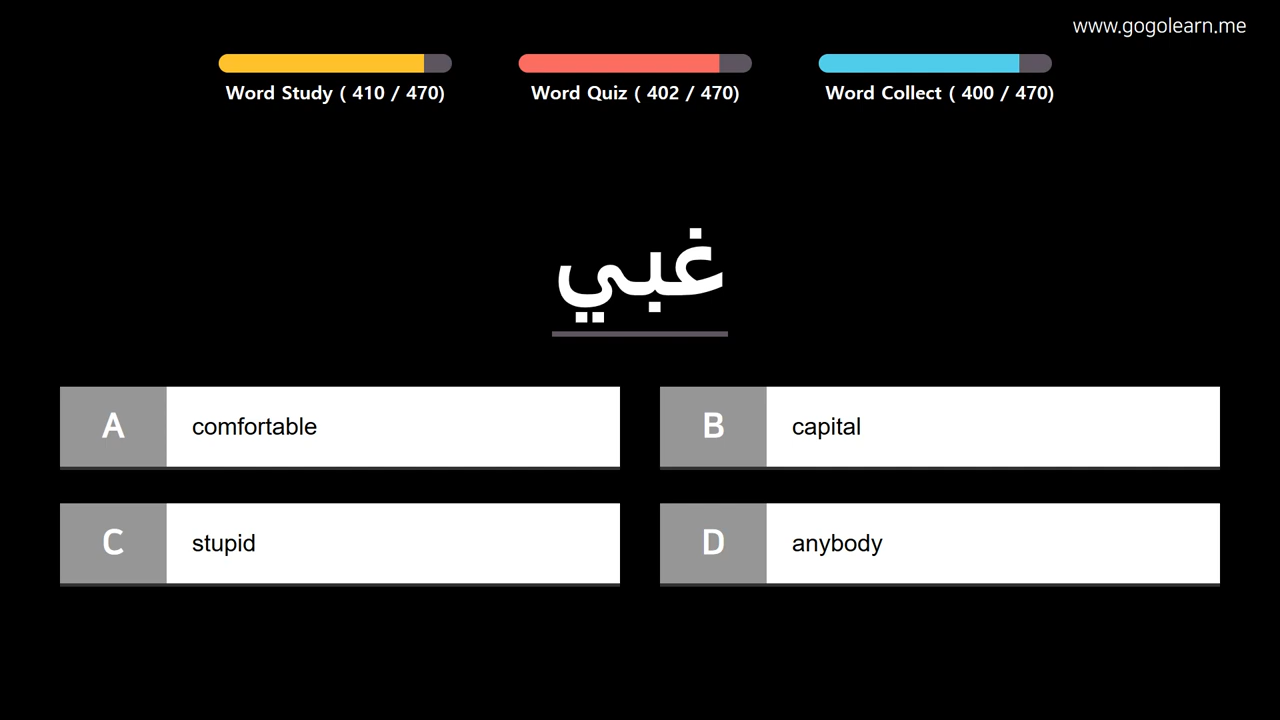 www.gogolearn.me
Word Study ( 410 / 470)
Word Quiz ( 402 / 470)
Word Collect ( 400 / 470)
غبي
A comfortable
B capital
C stupid
D anybody